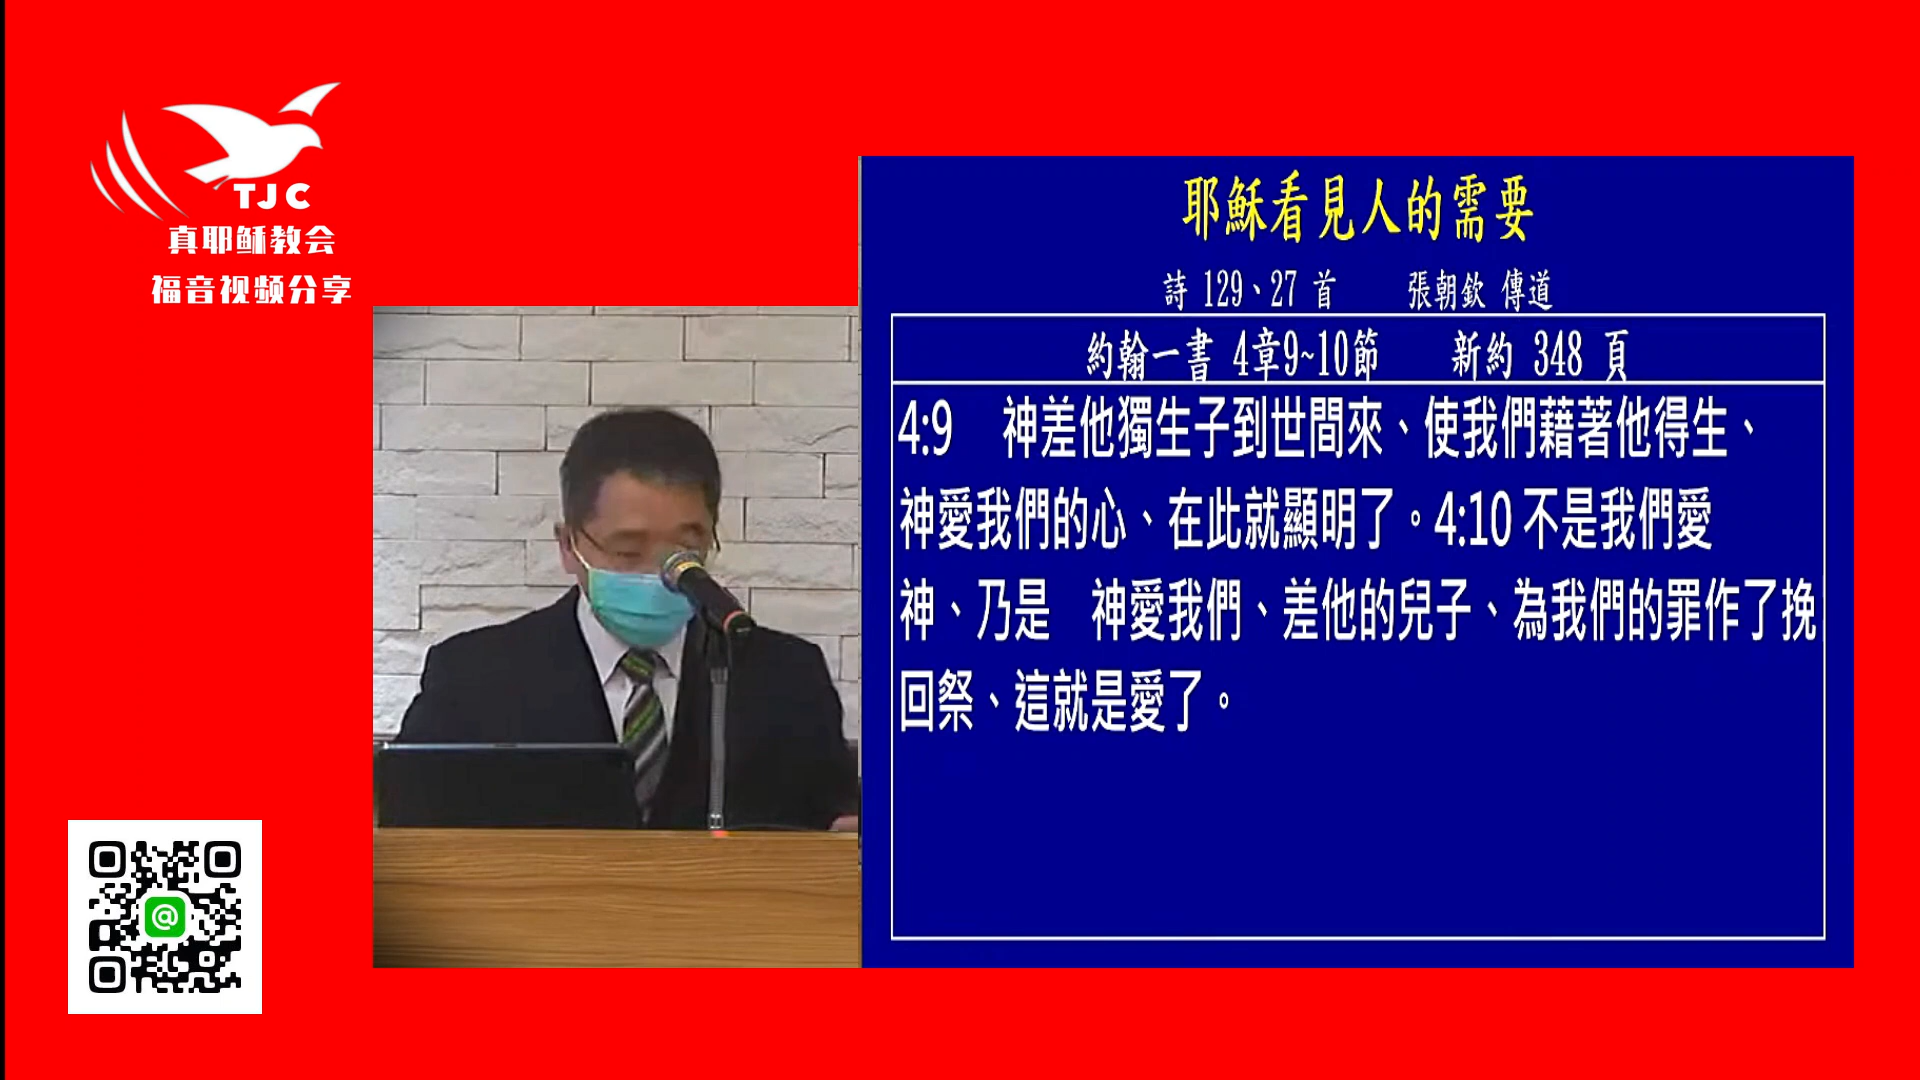 TJC
真耶稣教会
福音视频分享
耶穌看見人的需要
詩 129、27 首 張朝欽 傳道
約翰一書 4章9~10節 新約 348 頁
4:9 神差他獨生子到世間來、使我們藉著他得生、
神愛我們的心、在此就顯明了。4:10 不是我們愛
神、乃是 神愛我們、差他的兒子、為我們的罪作了挽
回祭、這就是愛了。